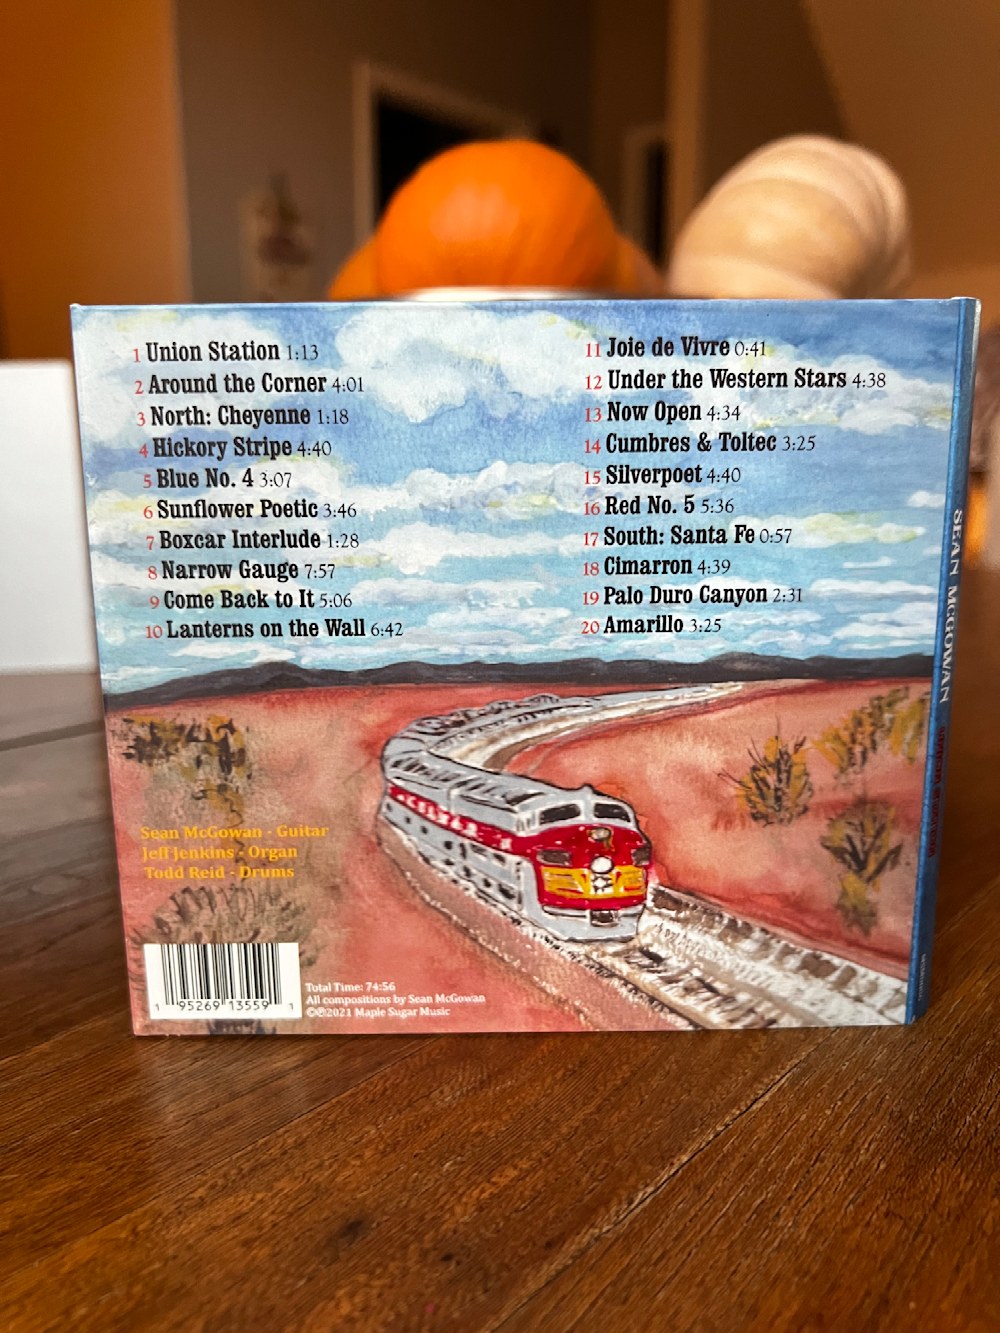 1 Union Station 1:13
2 Around the Corner 4:01
3 North: Cheyenne 1:18
4 Hickory Stripe 4:40
5 Blue No. 4 3:07
6 Sunflower Poetic 3:46
7 Boxcar Interlude 1:28
8 Narrow Gauge 7:57
9 Come Back to It 5:06
10 Lanterns on the Wall 6:42
11 Joie de Vivre 0:41
12 Under the Western Stars 4:38
13 Now Open 4:34
14 Cumbres & Toltec 3:25
15 Silverpoet 4:40
16 Red No. 5 5:36
17 South: Santa Fe 0:57
18 Cimarron 4:39
19 Palo Duro Canyon 2:31
20 Amarillo 3:25
Sean McGowan - Guitar
Jeff Jenkins - Organ
Todd Reid - Drums
1 95269 13559 1
Total Time: 74:56
All compositions by Sean McGowan
©℗2021 Maple Sugar Music
SEAN McGOWAN